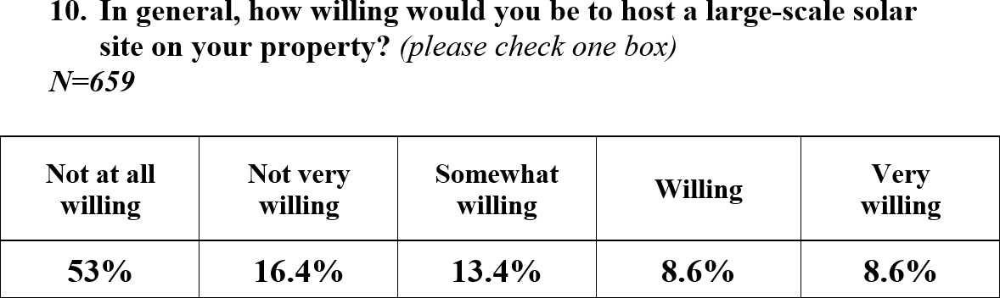 10. In general, how willing would you be to host a large-scale solar
site on your property? (please check one box)
N=659
Not at all
willing
Not very
willing
Somewhat
willing
Willing
Very
willing
53%
16.4%
13.4%
8.6%
8.6%